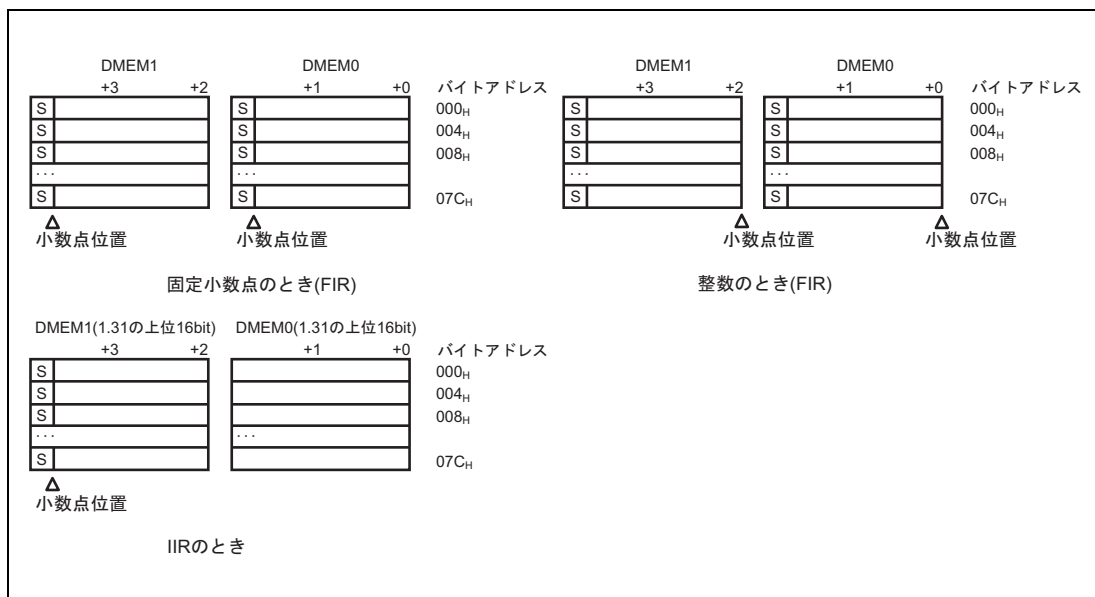 DMEM1 DMEM0
+3 +2 +1 +0 バイトアドレス
S S 000H
S S 004H
S S 008H
... ...
S S 07CH
小数点位置 小数点位置
固定小数点のとき(FIR)
DMEM1 DMEM0
+3 +2 +1 +0 バイトアドレス
S S 000H
S S 004H
S S 008H
... ...
S S 07CH
小数点位置 小数点位置
整数のとき(FIR)
DMEM1(1.31の上位16bit) DMEM0(1.31の上位16bit)
+3 +2 +1 +0 バイトアドレス
S 000H
S 004H
S 008H
... ...
S 07CH
小数点位置
IIRのとき